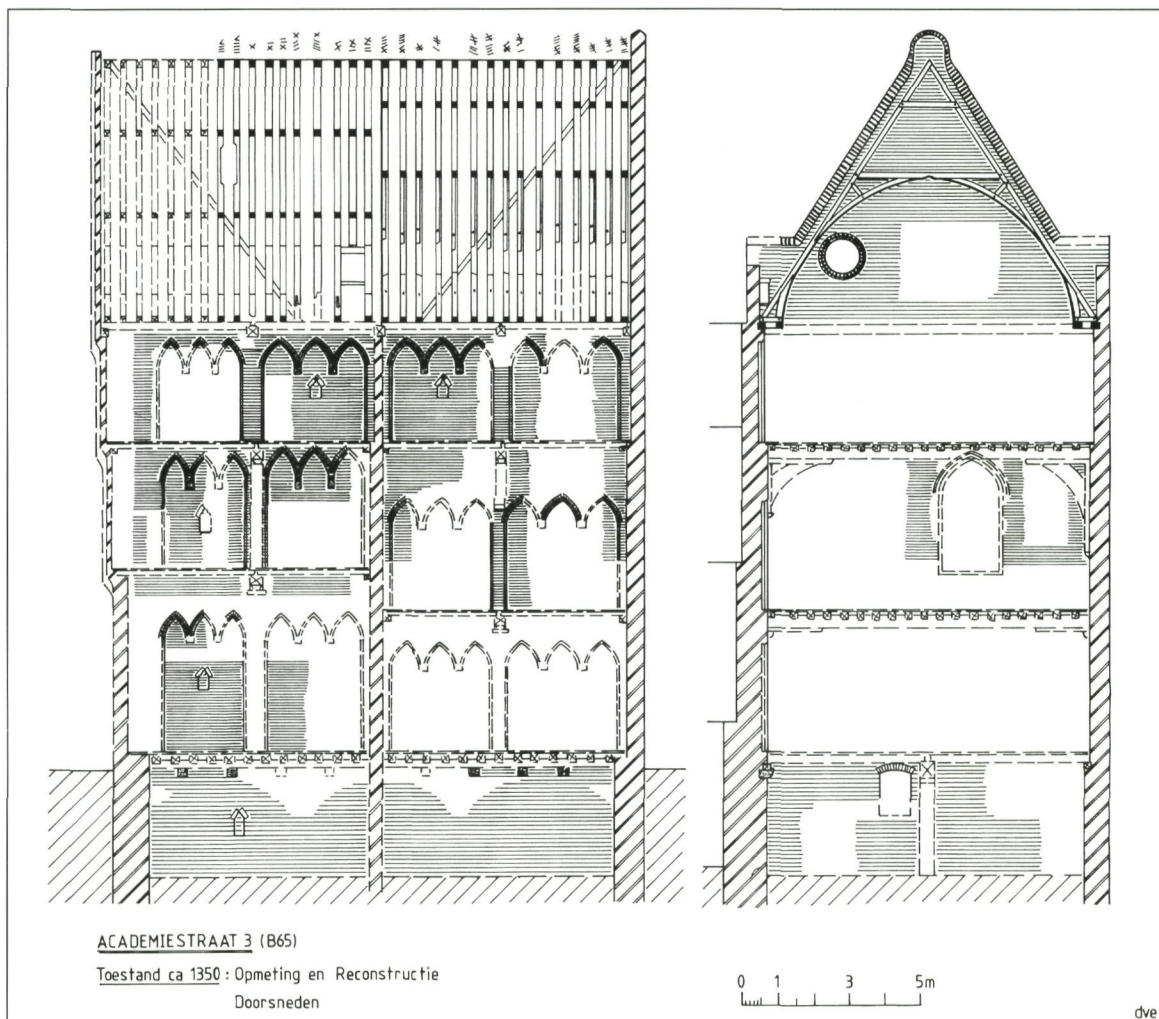 ACADEMIESTRAAT 3 (B65)
Toestand ca 1350 : Opmeting en Reconstructie
Doorsneden
0 1 3 5m
dve